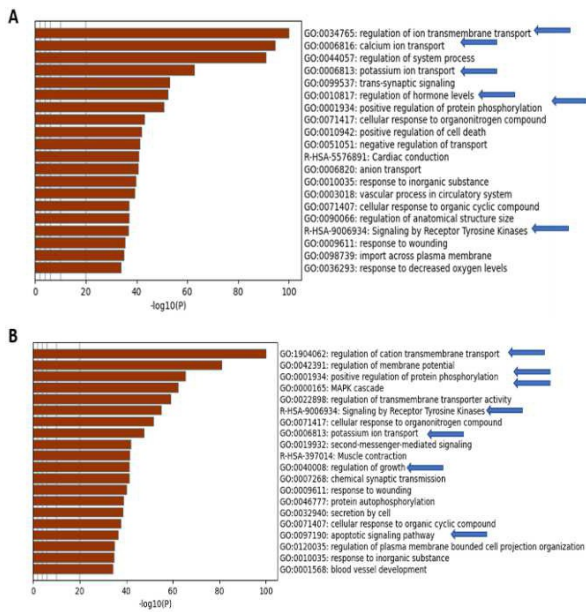 A
GO:0034765: regulation of ion transmembrane transport
GO:0006816: calcium ion transport
GO:0044057: regulation of system process
GO:0006813: potassium ion transport
GO:0099537: trans-synaptic signaling
GO:0010817: regulation of hormone levels
GO:0001934: positive regulation of protein phosphorylation
GO:0071417: cellular response to organonitrogen compound
GO:0010942: positive regulation of cell death
GO:0051051: negative regulation of transport
R-HSA-5576891: Cardiac conduction
GO:0006820: anion transport
GO:0010035: response to inorganic substance
GO:0003018: vascular process in circulatory system
GO:0071407: cellular response to organic cyclic compound
GO:0090066: regulation of anatomical structure size
R-HSA-9006934: Signaling by Receptor Tyrosine Kinases
GO:0009611: response to wounding
GO:0098739: import across plasma membrane
GO:0036293: response to decreased oxygen levels
0 20 40 60 80 100
-log10(P)
B
GO:1904062: regulation of cation transmembrane transport
GO:0042391: regulation of membrane potential
GO:0001934: positive regulation of protein phosphorylation
GO:0000165: MAPK cascade
GO:0022898: regulation of transmembrane transporter activity
R-HSA-9006934: Signaling by Receptor Tyrosine Kinases
GO:0071417: cellular response to organonitrogen compound
GO:0006813: potassium ion transport
GO:0019932: second-messenger-mediated signaling
R-HSA-397014: Muscle contraction
GO:0040008: regulation of growth
GO:0007268: chemical synaptic transmission
GO:0009611: response to wounding
GO:0046777: protein autophosphorylation
GO:0032940: secretion by cell
GO:0071407: cellular response to organic cyclic compound
GO:0097190: apoptotic signaling pathway
GO:0120035: regulation of plasma membrane bounded cell projection organization
GO:0010035: response to inorganic substance
GO:0001568: blood vessel development
0 20 40 60 80 100
-log10(P)